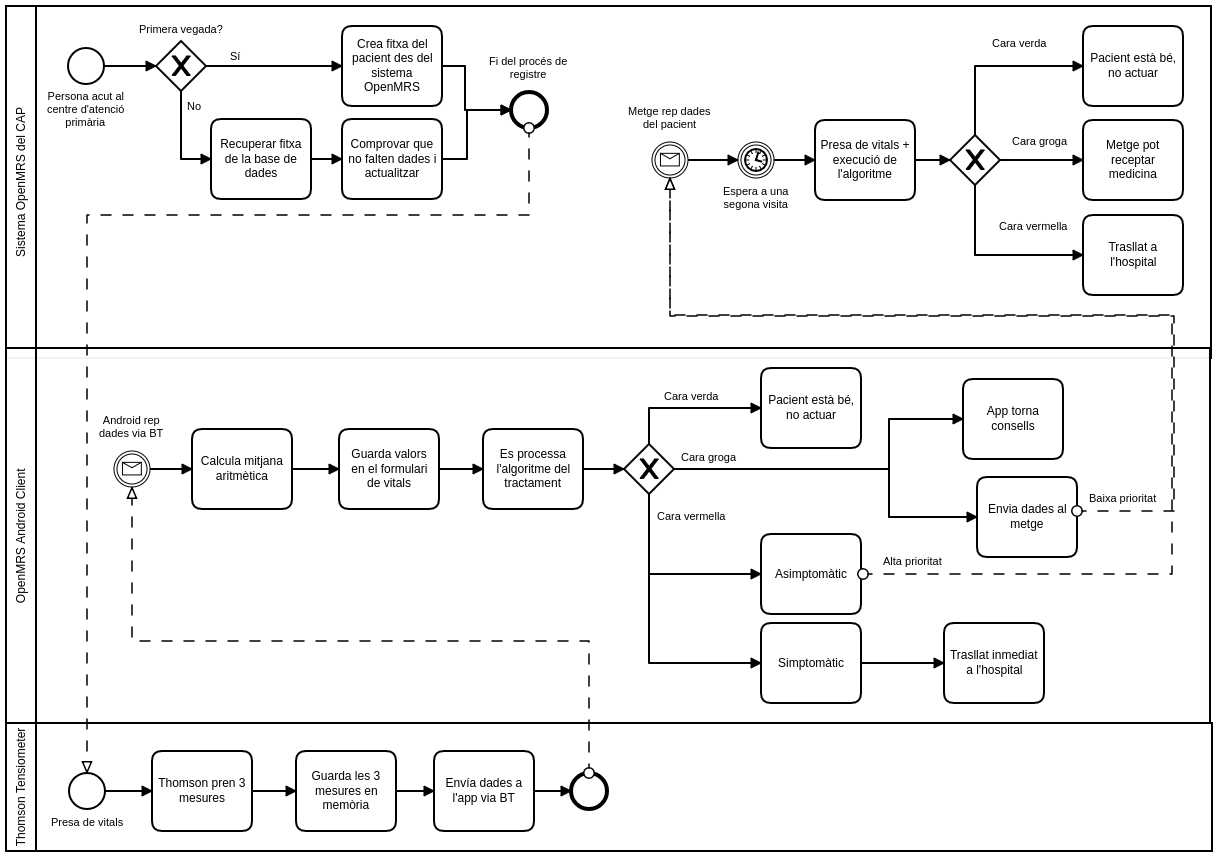 Sistema OpenMRS del CAP
Primera vegada?
Sí
No
Persona acut al
centre d'atenció
primària
Crea fitxa del
pacient des del
sistema
OpenMRS
Recuperar fitxa
de la base de
dades
Comprovar que
no falten dades i
actualitzar
Fi del procés de
registre
Metge rep dades
del pacient
Espera a una
segona visita
Presa de vitals +
execució de
l'algoritme
Cara verda
Cara groga
Cara vermella
Pacient està bé,
no actuar
Metge pot
receptar
medicina
Trasllat a
l'hospital
OpenMRS Android Client
Android rep
dades via BT
Calcula mitjana
aritmètica
Guarda valors
en el formulari
de vitals
Es processa
l'algoritme del
tractament
Cara verda
Cara groga
Cara vermella
Pacient està bé,
no actuar
App torna
consells
Envia dades al
metge
Baixa prioritat
Asimptomàtic
Alta prioritat
Simptomàtic
Trasllat inmediat
a l'hospital
Thomson Tensiometer
Presa de vitals
Thomson pren 3
mesures
Guarda les 3
mesures en
memòria
Envía dades a
l'app via BT